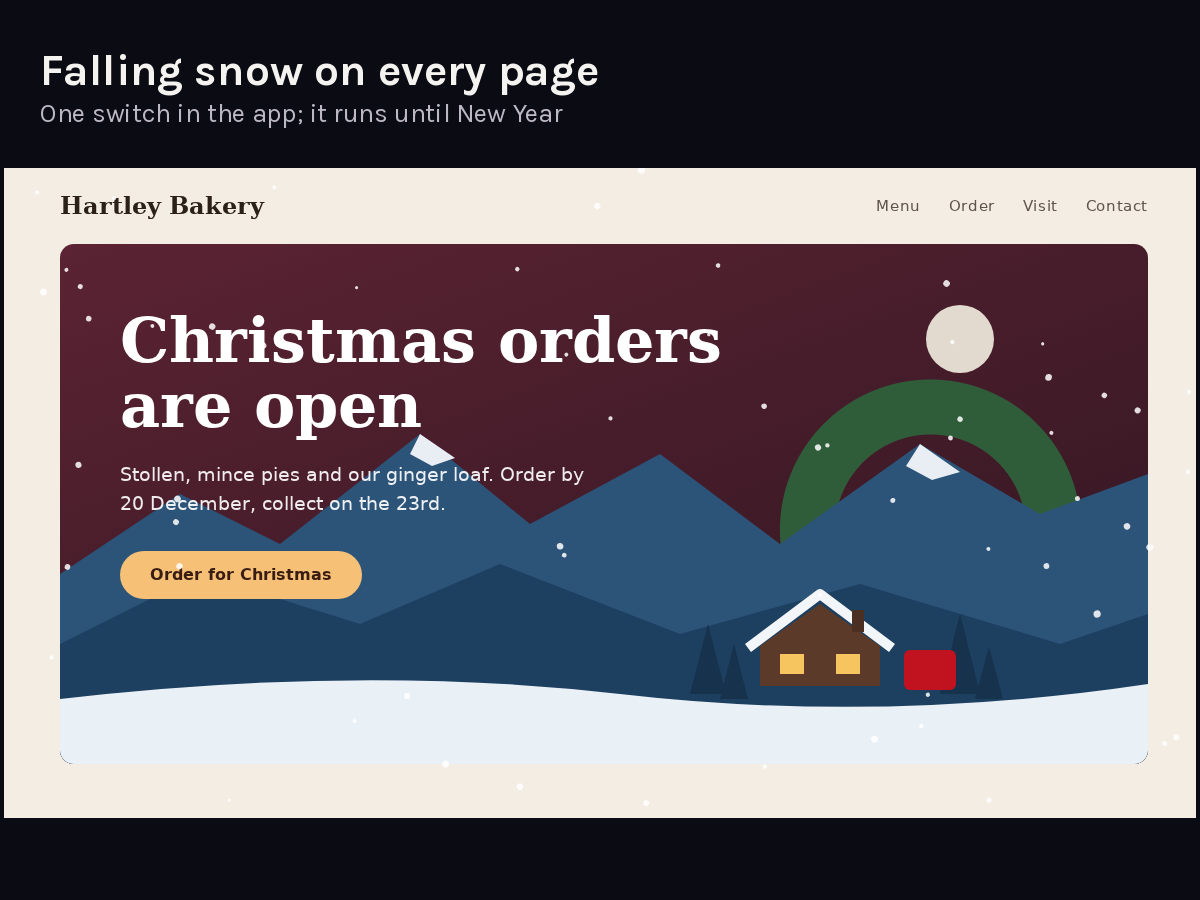 Falling snow on every page
One switch in the app; it runs until New Year
Hartley Bakery
Menu Order Visit Contact
Christmas orders
are open
Stollen, mince pies and our ginger loaf. Order by
20 December, collect on the 23rd.
Order for Christmas